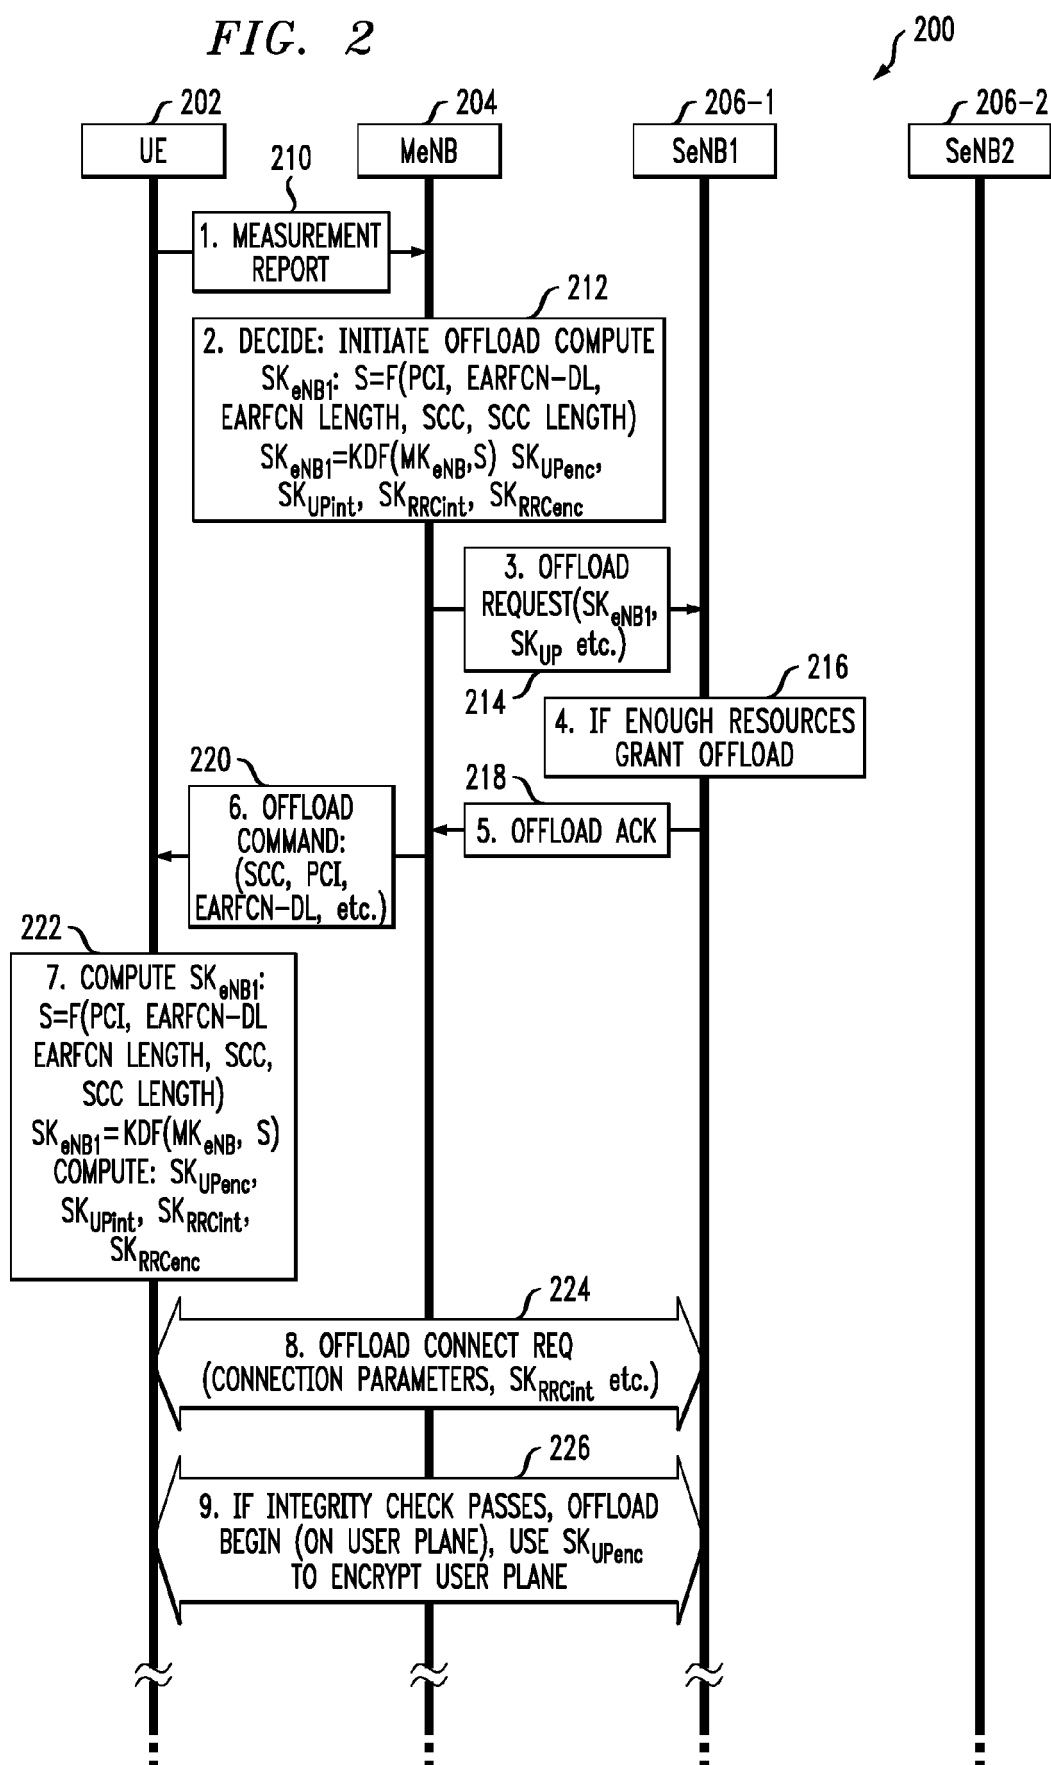 FIG. 2
200
202
204
206-1
206-2
UE
MeNB
SeNB1
SeNB2
210
1. MEASUREMENT
REPORT
212
2. DECIDE: INITIATE OFFLOAD COMPUTE
SKeNB1: S=F(PCI, EARFCN-DL,
EARFCN LENGTH, SCC, SCC LENGTH)
SKeNB1=KDF(MKeNB,S) SKUPenc,
SKUPint, SKRRCint, SKRRCenc
3. OFFLOAD
REQUEST(SKeNB1,
SKUP etc.)
214
216
4. IF ENOUGH RESOURCES
GRANT OFFLOAD
218
5. OFFLOAD ACK
220
6. OFFLOAD
COMMAND:
(SCC, PCI,
EARFCN-DL, etc.)
222
7. COMPUTE SKeNB1:
S=F(PCI, EARFCN-DL
EARFCN LENGTH, SCC,
SCC LENGTH)
SKeNB1=KDF(MKeNB, S)
COMPUTE: SKUPenc,
SKUPint, SKRRCint,
SKRRCenc
224
8. OFFLOAD CONNECT REQ
(CONNECTION PARAMETERS, SKRRCint etc.)
226
9. IF INTEGRITY CHECK PASSES, OFFLOAD
BEGIN (ON USER PLANE), USE SKUPenc
TO ENCRYPT USER PLANE